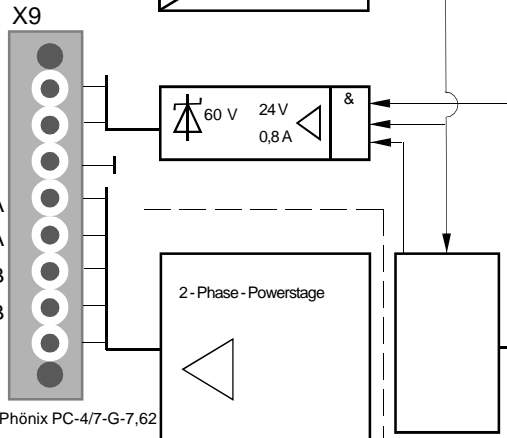 X9
60 V
24 V
&
0,8 A
A
A
2-Phase-Powerstage
B
B
Phönix PC-4/7-G-7,62